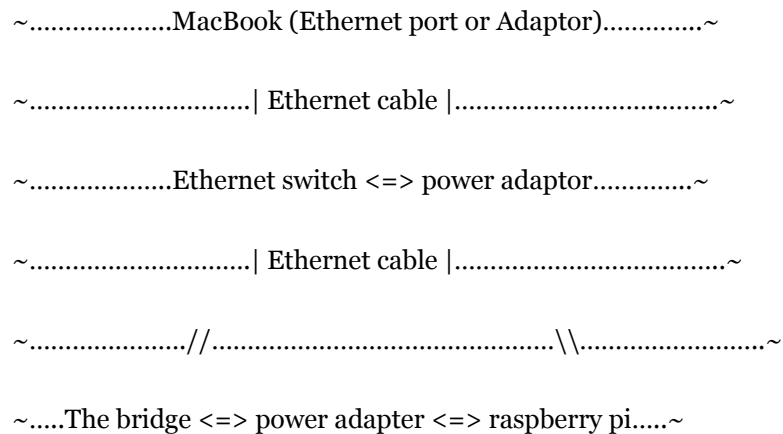 ~....................MacBook (Ethernet port or Adaptor)..............~
~...............................| Ethernet cable |.....................................~
~....................Ethernet switch <=> power adaptor..............~
~...............................| Ethernet cable |......................................~
~......................//................................................\\..........................~
~.....The bridge <=> power adapter <=> raspberry pi.....~